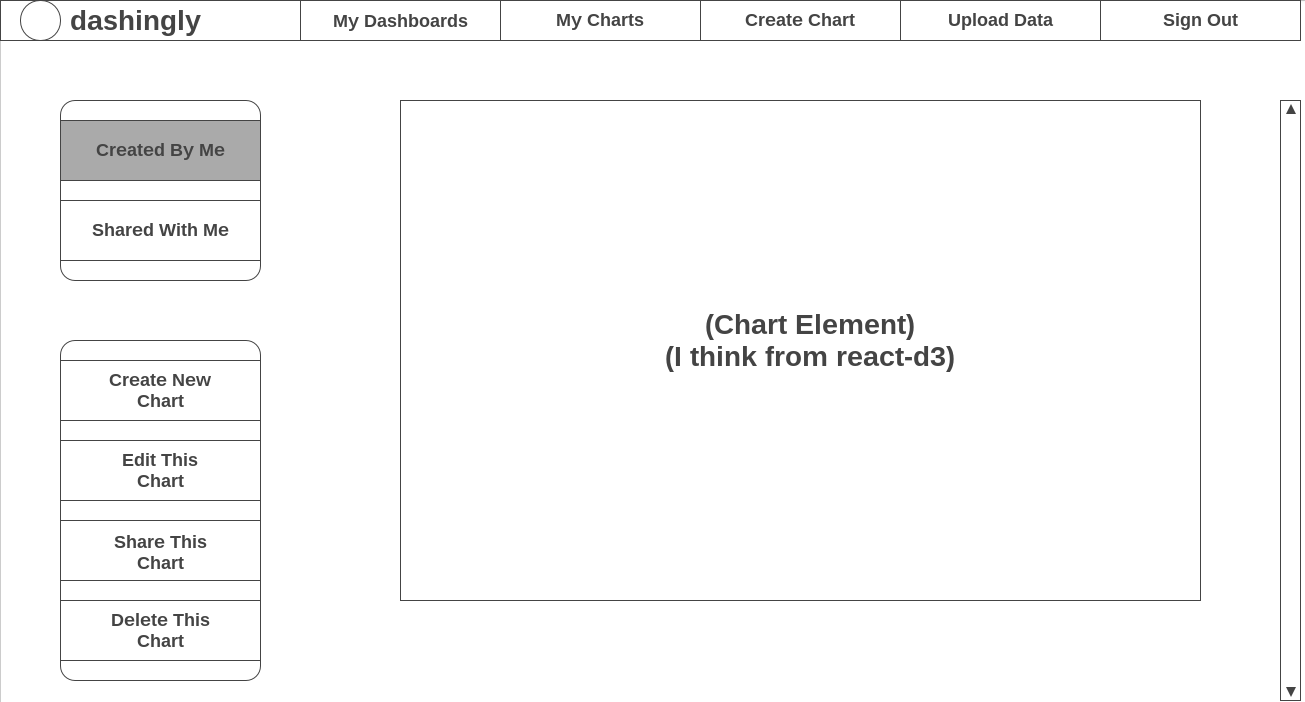 dashingly
My Dashboards
My Charts
Create Chart
Upload Data
Sign Out
Created By Me
Shared With Me
Create New
Chart
Edit This
Chart
Share This
Chart
Delete This
Chart
(Chart Element)
(I think from react-d3)